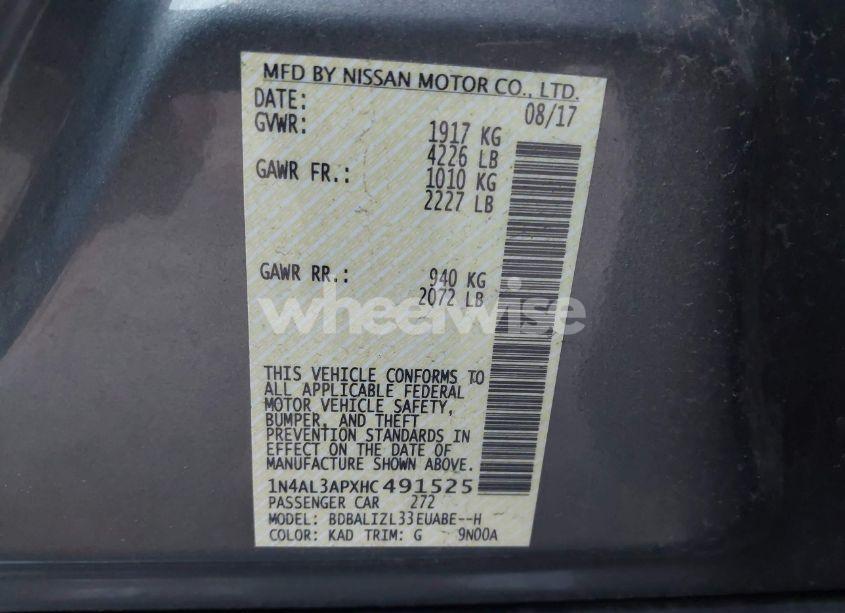 MFD BY NISSAN MOTOR CO., LTD.
DATE: 08/17
GVWR: 1917 KG
4226 LB
GAWR FR.: 1010 KG
2227 LB
GAWR RR.: 940 KG
2072 LB
wheelwise
THIS VEHICLE CONFORMS TO
ALL APPLICABLE FEDERAL
MOTOR VEHICLE SAFETY,
BUMPER, AND THEFT
PREVENTION STANDARDS IN
EFFECT ON THE DATE OF
MANUFACTURE SHOWN ABOVE.
1N4AL3APXHC491525
PASSENGER CAR 272
MODEL: BDBALIZL33EUABE--H
COLOR: KAD TRIM: G 9N00A